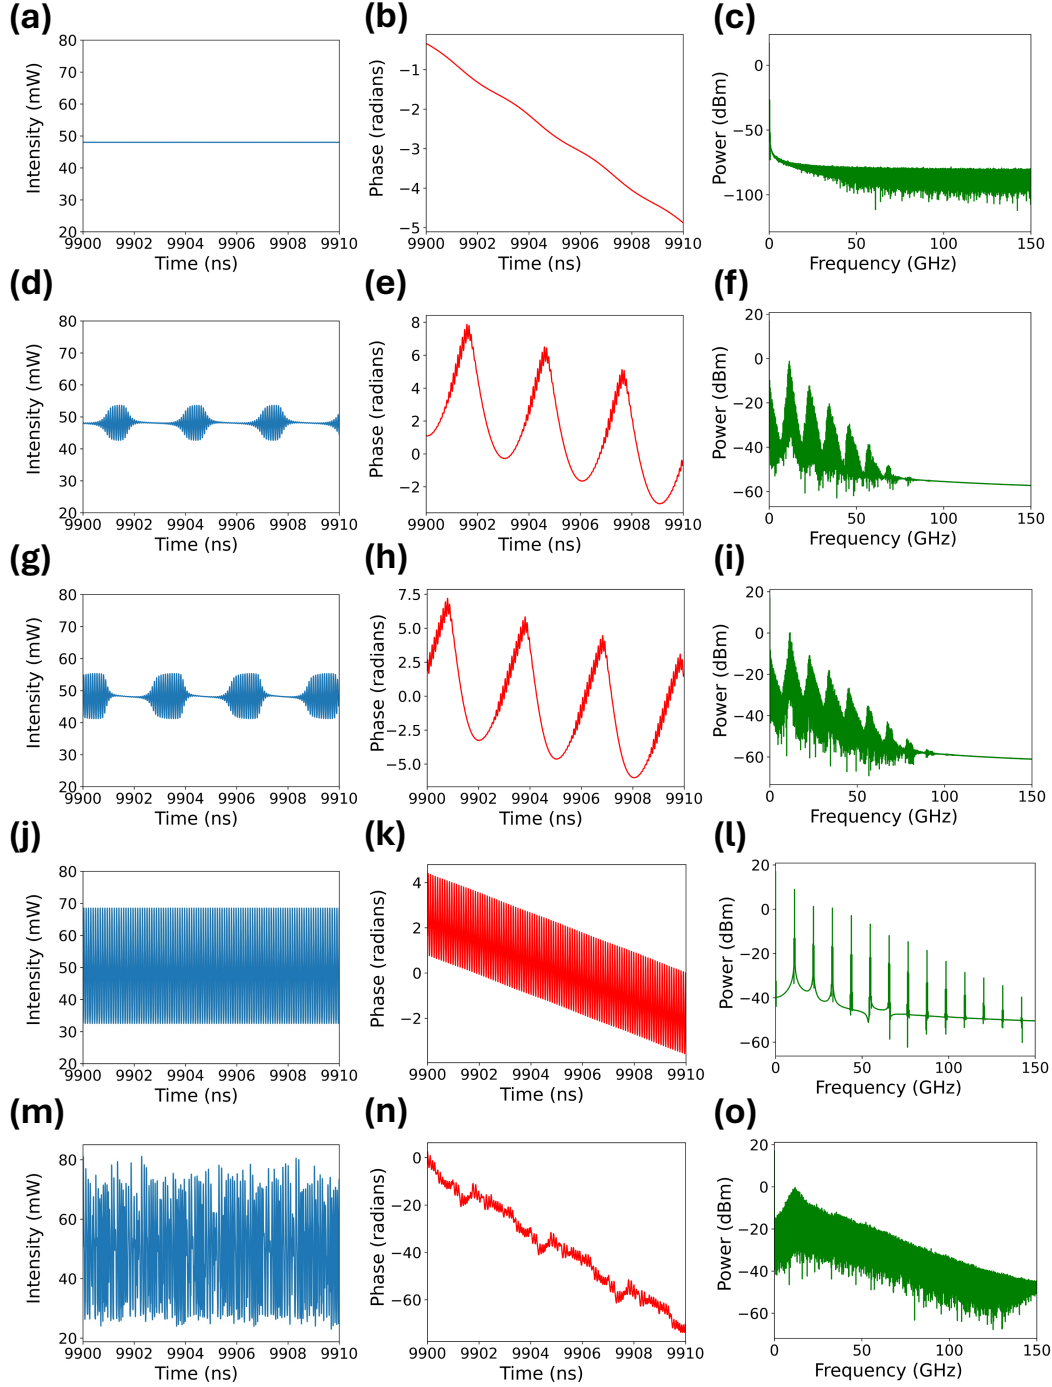 (a) (b) (c)
80
70
60
50
40
30
20
Intensity (mW)
9900 9902 9904 9906 9908 9910
Time (ns)
−1
−2
−3
−4
−5
Phase (radians)
9900 9902 9904 9906 9908 9910
Time (ns)
0
−50
−100
Power (dBm)
0 50 100 150
Frequency (GHz)
(d) (e) (f)
80
70
60
50
40
30
20
Intensity (mW)
9900 9902 9904 9906 9908 9910
Time (ns)
8
6
4
2
0
−2
Phase (radians)
9900 9902 9904 9906 9908 9910
Time (ns)
20
0
−20
−40
−60
Power (dBm)
0 50 100 150
Frequency (GHz)
(g) (h) (i)
80
70
60
50
40
30
20
Intensity (mW)
9900 9902 9904 9906 9908 9910
Time (ns)
7.5
5.0
2.5
0.0
−2.5
−5.0
Phase (radians)
9900 9902 9904 9906 9908 9910
Time (ns)
20
0
−20
−40
−60
Power (dBm)
0 50 100 150
Frequency (GHz)
(j) (k) (l)
80
70
60
50
40
30
20
Intensity (mW)
9900 9902 9904 9906 9908 9910
Time (ns)
4
2
0
−2
Phase (radians)
9900 9902 9904 9906 9908 9910
Time (ns)
20
0
−20
−40
−60
Power (dBm)
0 50 100 150
Frequency (GHz)
(m) (n) (o)
80
60
40
20
Intensity (mW)
9900 9902 9904 9906 9908 9910
Time (ns)
0
−20
−40
−60
Phase (radians)
9900 9902 9904 9906 9908 9910
Time (ns)
20
0
−20
−40
−60
Power (dBm)
0 50 100 150
Frequency (GHz)